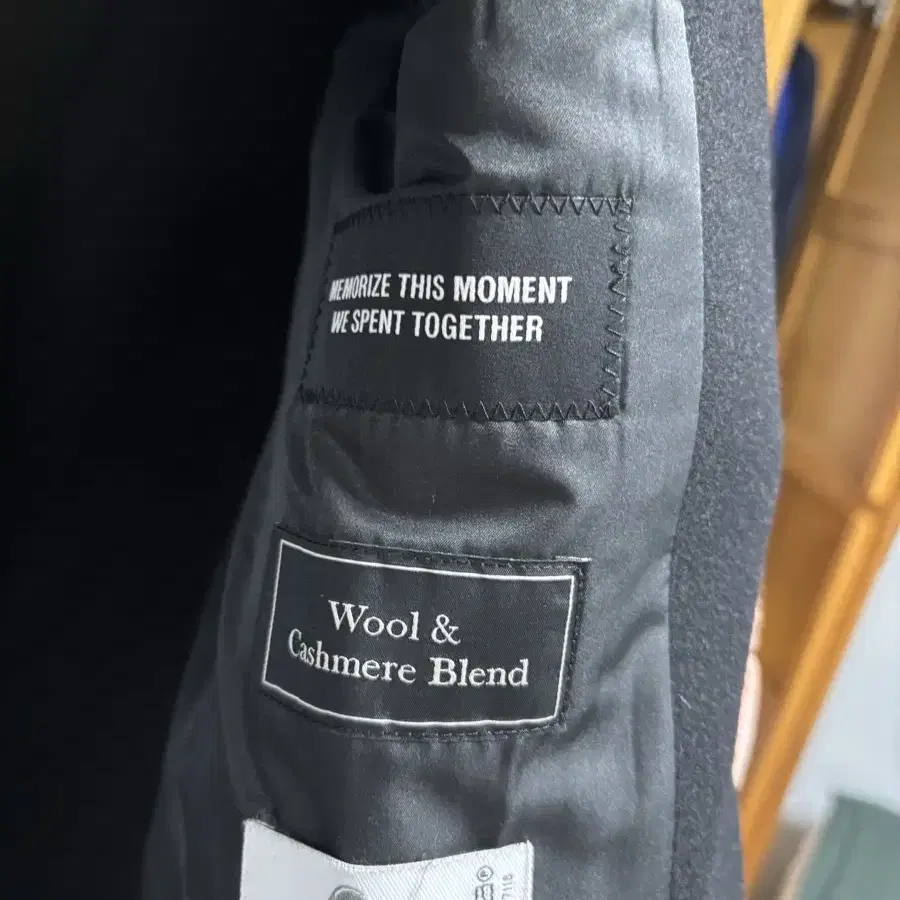 MEMORIZE THIS MOMENT
WE SPENT TOGETHER
Wool &
Cashmere Blend